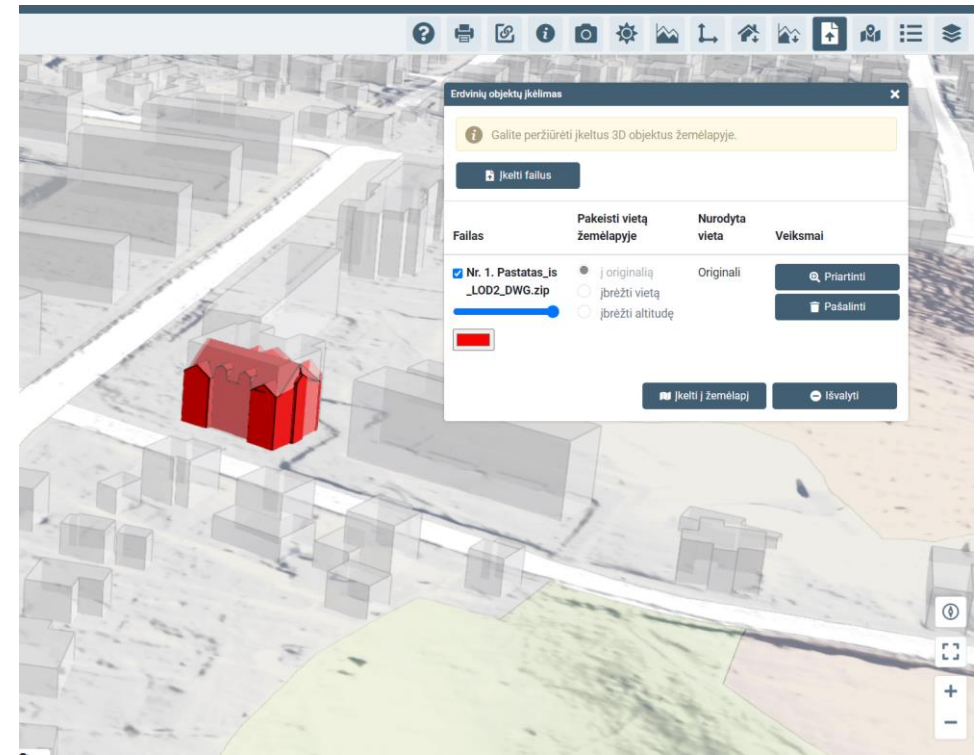 Erdvinių objektų įkėlimas
Galite peržiūrėti įkeltus 3D objektus žemėlapyje.
Įkelti failus
Failas
Pakeisti vietą
žemėlapyje
Nurodyta
vieta
Veiksmai
Nr. 1. Pastatas_is
_LOD2_DWG.zip
į originalią
įbrėžti vietą
įbrėžti altitudę
Originali
Priartinti
Pašalinti
Įkelti į žemėlapį
Išvalyti